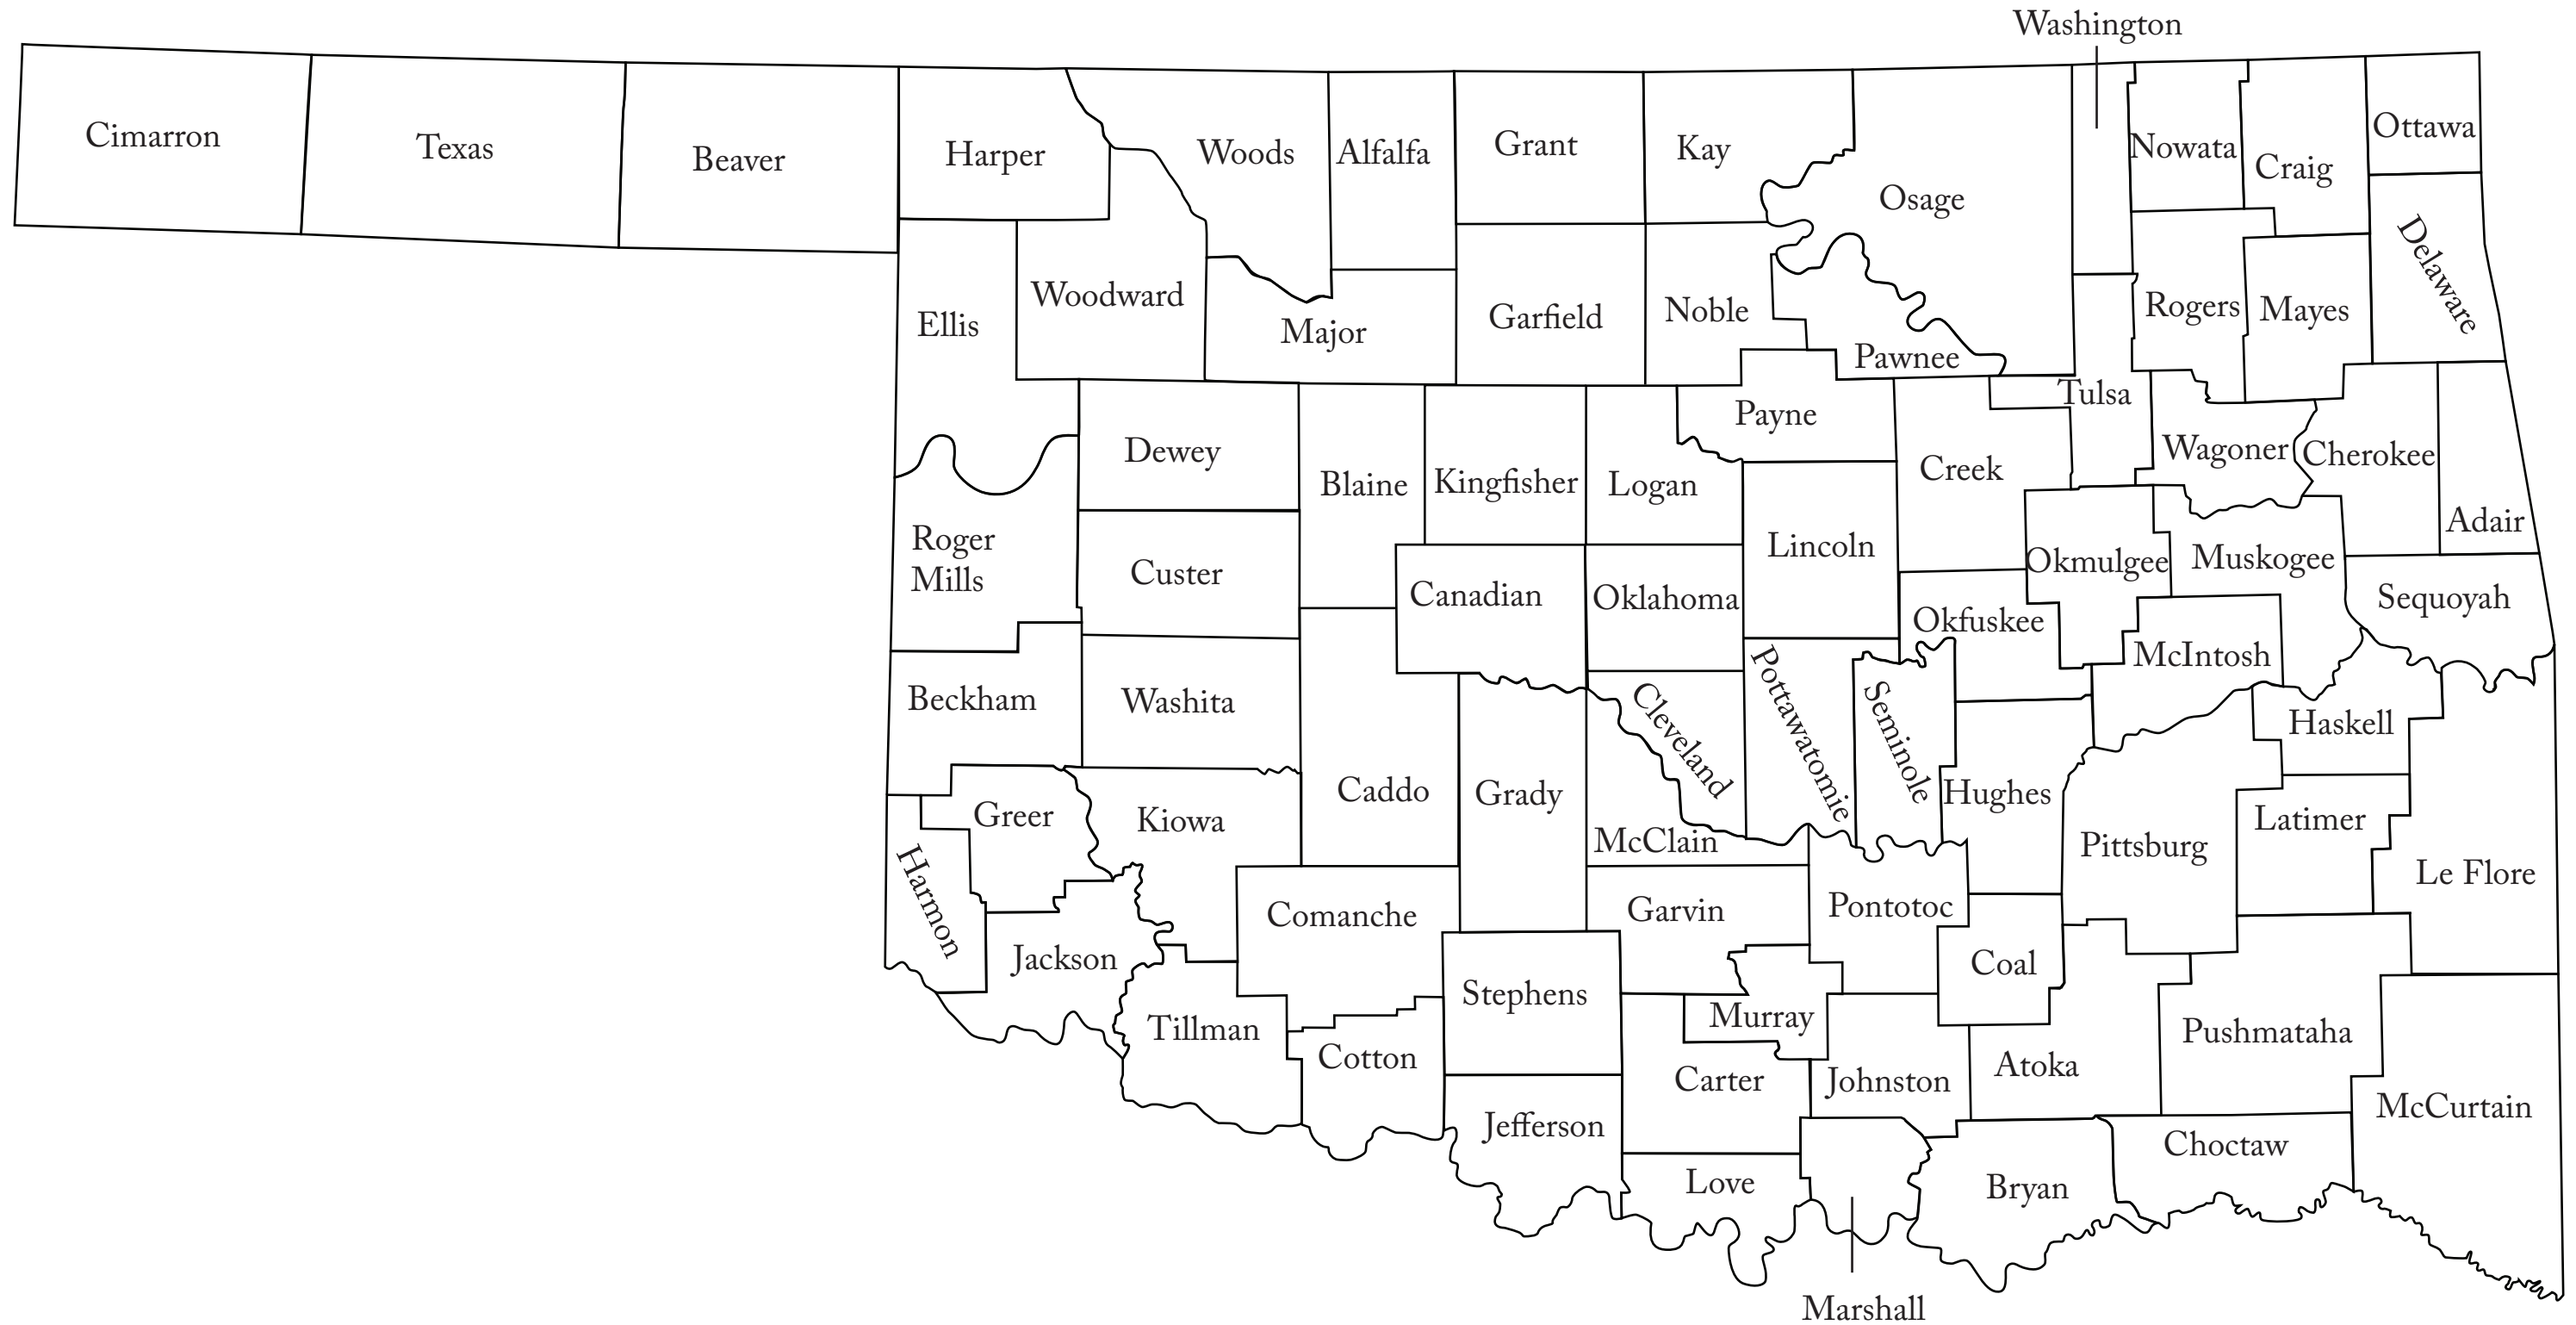 Washington
Cimarron
Texas
Beaver
Harper
Woods
Alfalfa
Grant
Kay
Osage
Nowata
Craig
Ottawa
Ellis
Woodward
Major
Garfield
Noble
Pawnee
Rogers
Mayes
Delaware
Tulsa
Dewey
Blaine
Kingfisher
Logan
Payne
Creek
Wagoner
Cherokee
Adair
Roger
Mills
Custer
Canadian
Oklahoma
Lincoln
Okmulgee
Muskogee
Sequoyah
Okfuskee
McIntosh
Beckham
Washita
Caddo
Grady
Cleveland
Pottawatomie
Seminole
Hughes
Haskell
Greer
Kiowa
McClain
Pittsburg
Latimer
Le Flore
Harmon
Jackson
Comanche
Garvin
Pontotoc
Coal
Tillman
Cotton
Stephens
Murray
Carter
Johnston
Atoka
Pushmataha
McCurtain
Jefferson
Love
Bryan
Choctaw
Marshall